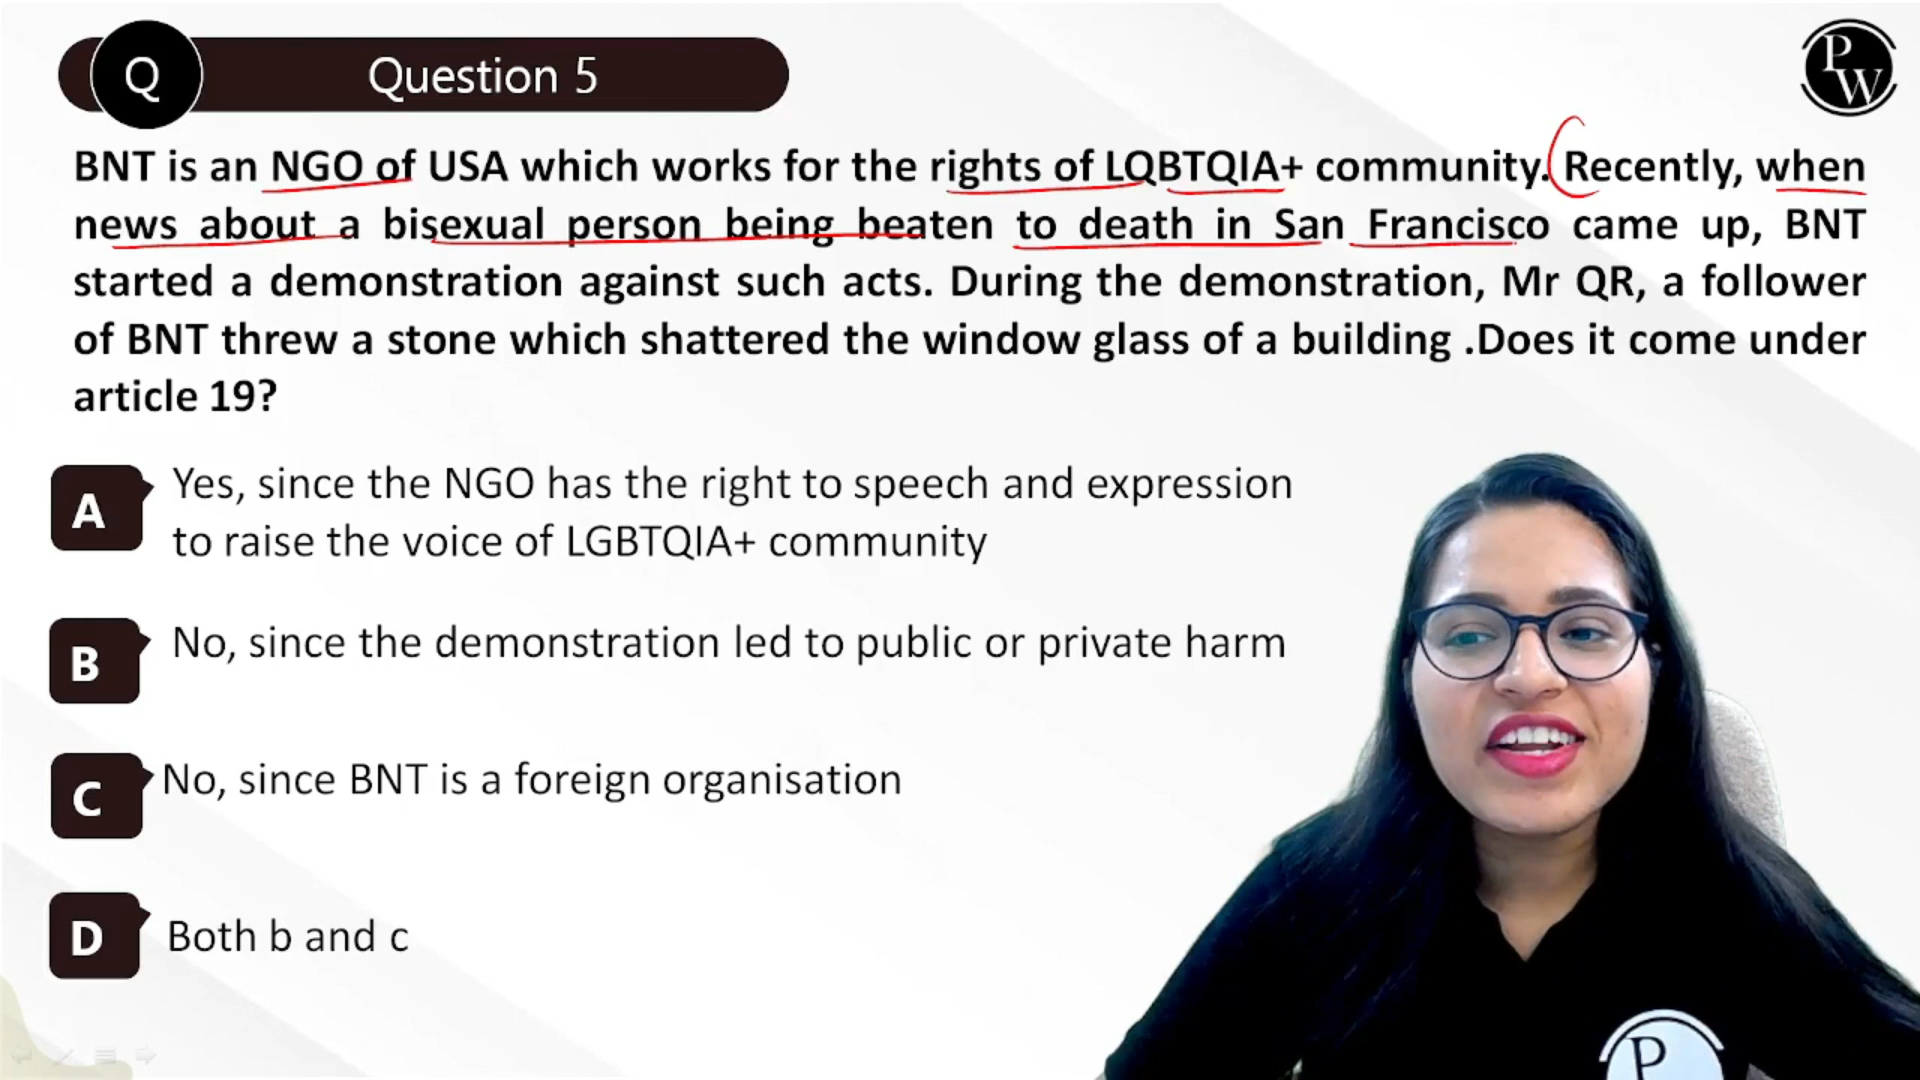 Q Question 5
PW
BNT is an NGO of USA which works for the rights of LQBTQIA+ community. Recently, when
news about a bisexual person being beaten to death in San Francisco came up, BNT
started a demonstration against such acts. During the demonstration, Mr QR, a follower
of BNT threw a stone which shattered the window glass of a building .Does it come under
article 19?
A Yes, since the NGO has the right to speech and expression
to raise the voice of LGBTQIA+ community
B No, since the demonstration led to public or private harm
C No, since BNT is a foreign organisation
D Both b and c
P